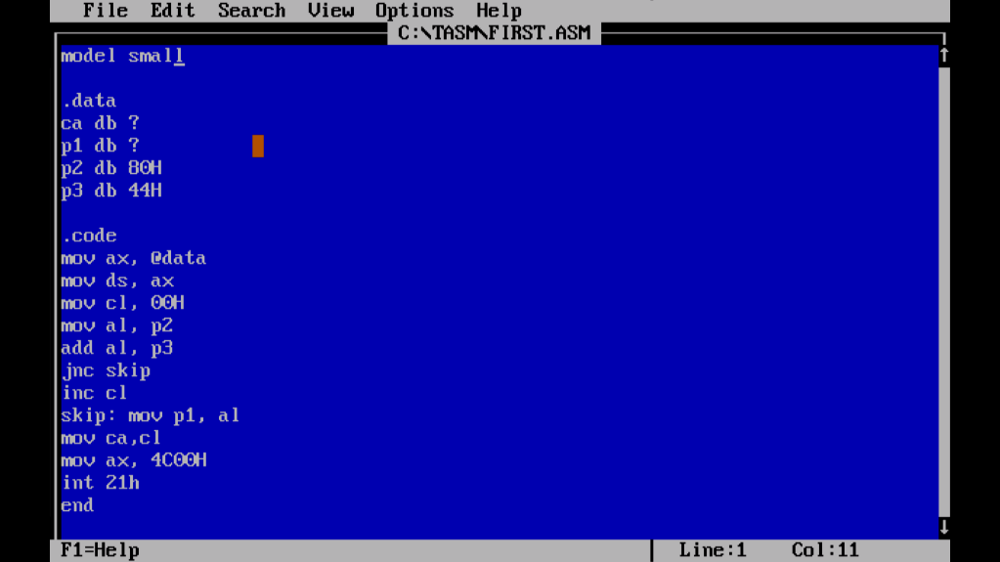 File Edit Search View Options Help
C:\TASM\FIRST.ASM
model small
.data
ca db ?
p1 db ?
p2 db 80H
p3 db 44H
.code
mov ax, @data
mov ds, ax
mov cl, 00H
mov al, p2
add al, p3
jnc skip
inc cl
skip: mov p1, al
mov ca,cl
mov ax, 4C00H
int 21h
end
F1=Help Line:1 Col:11